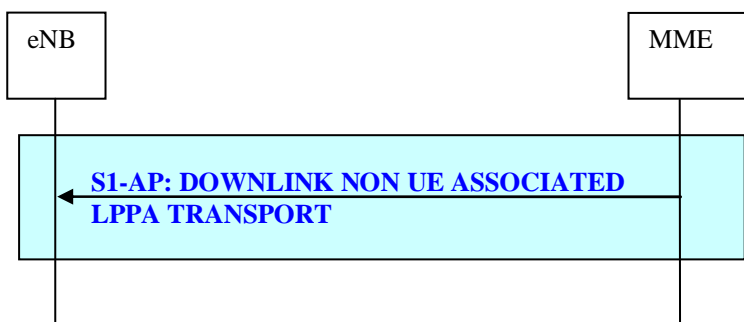 eNB
MME
S1-AP: DOWNLINK NON UE ASSOCIATED
LPPA TRANSPORT